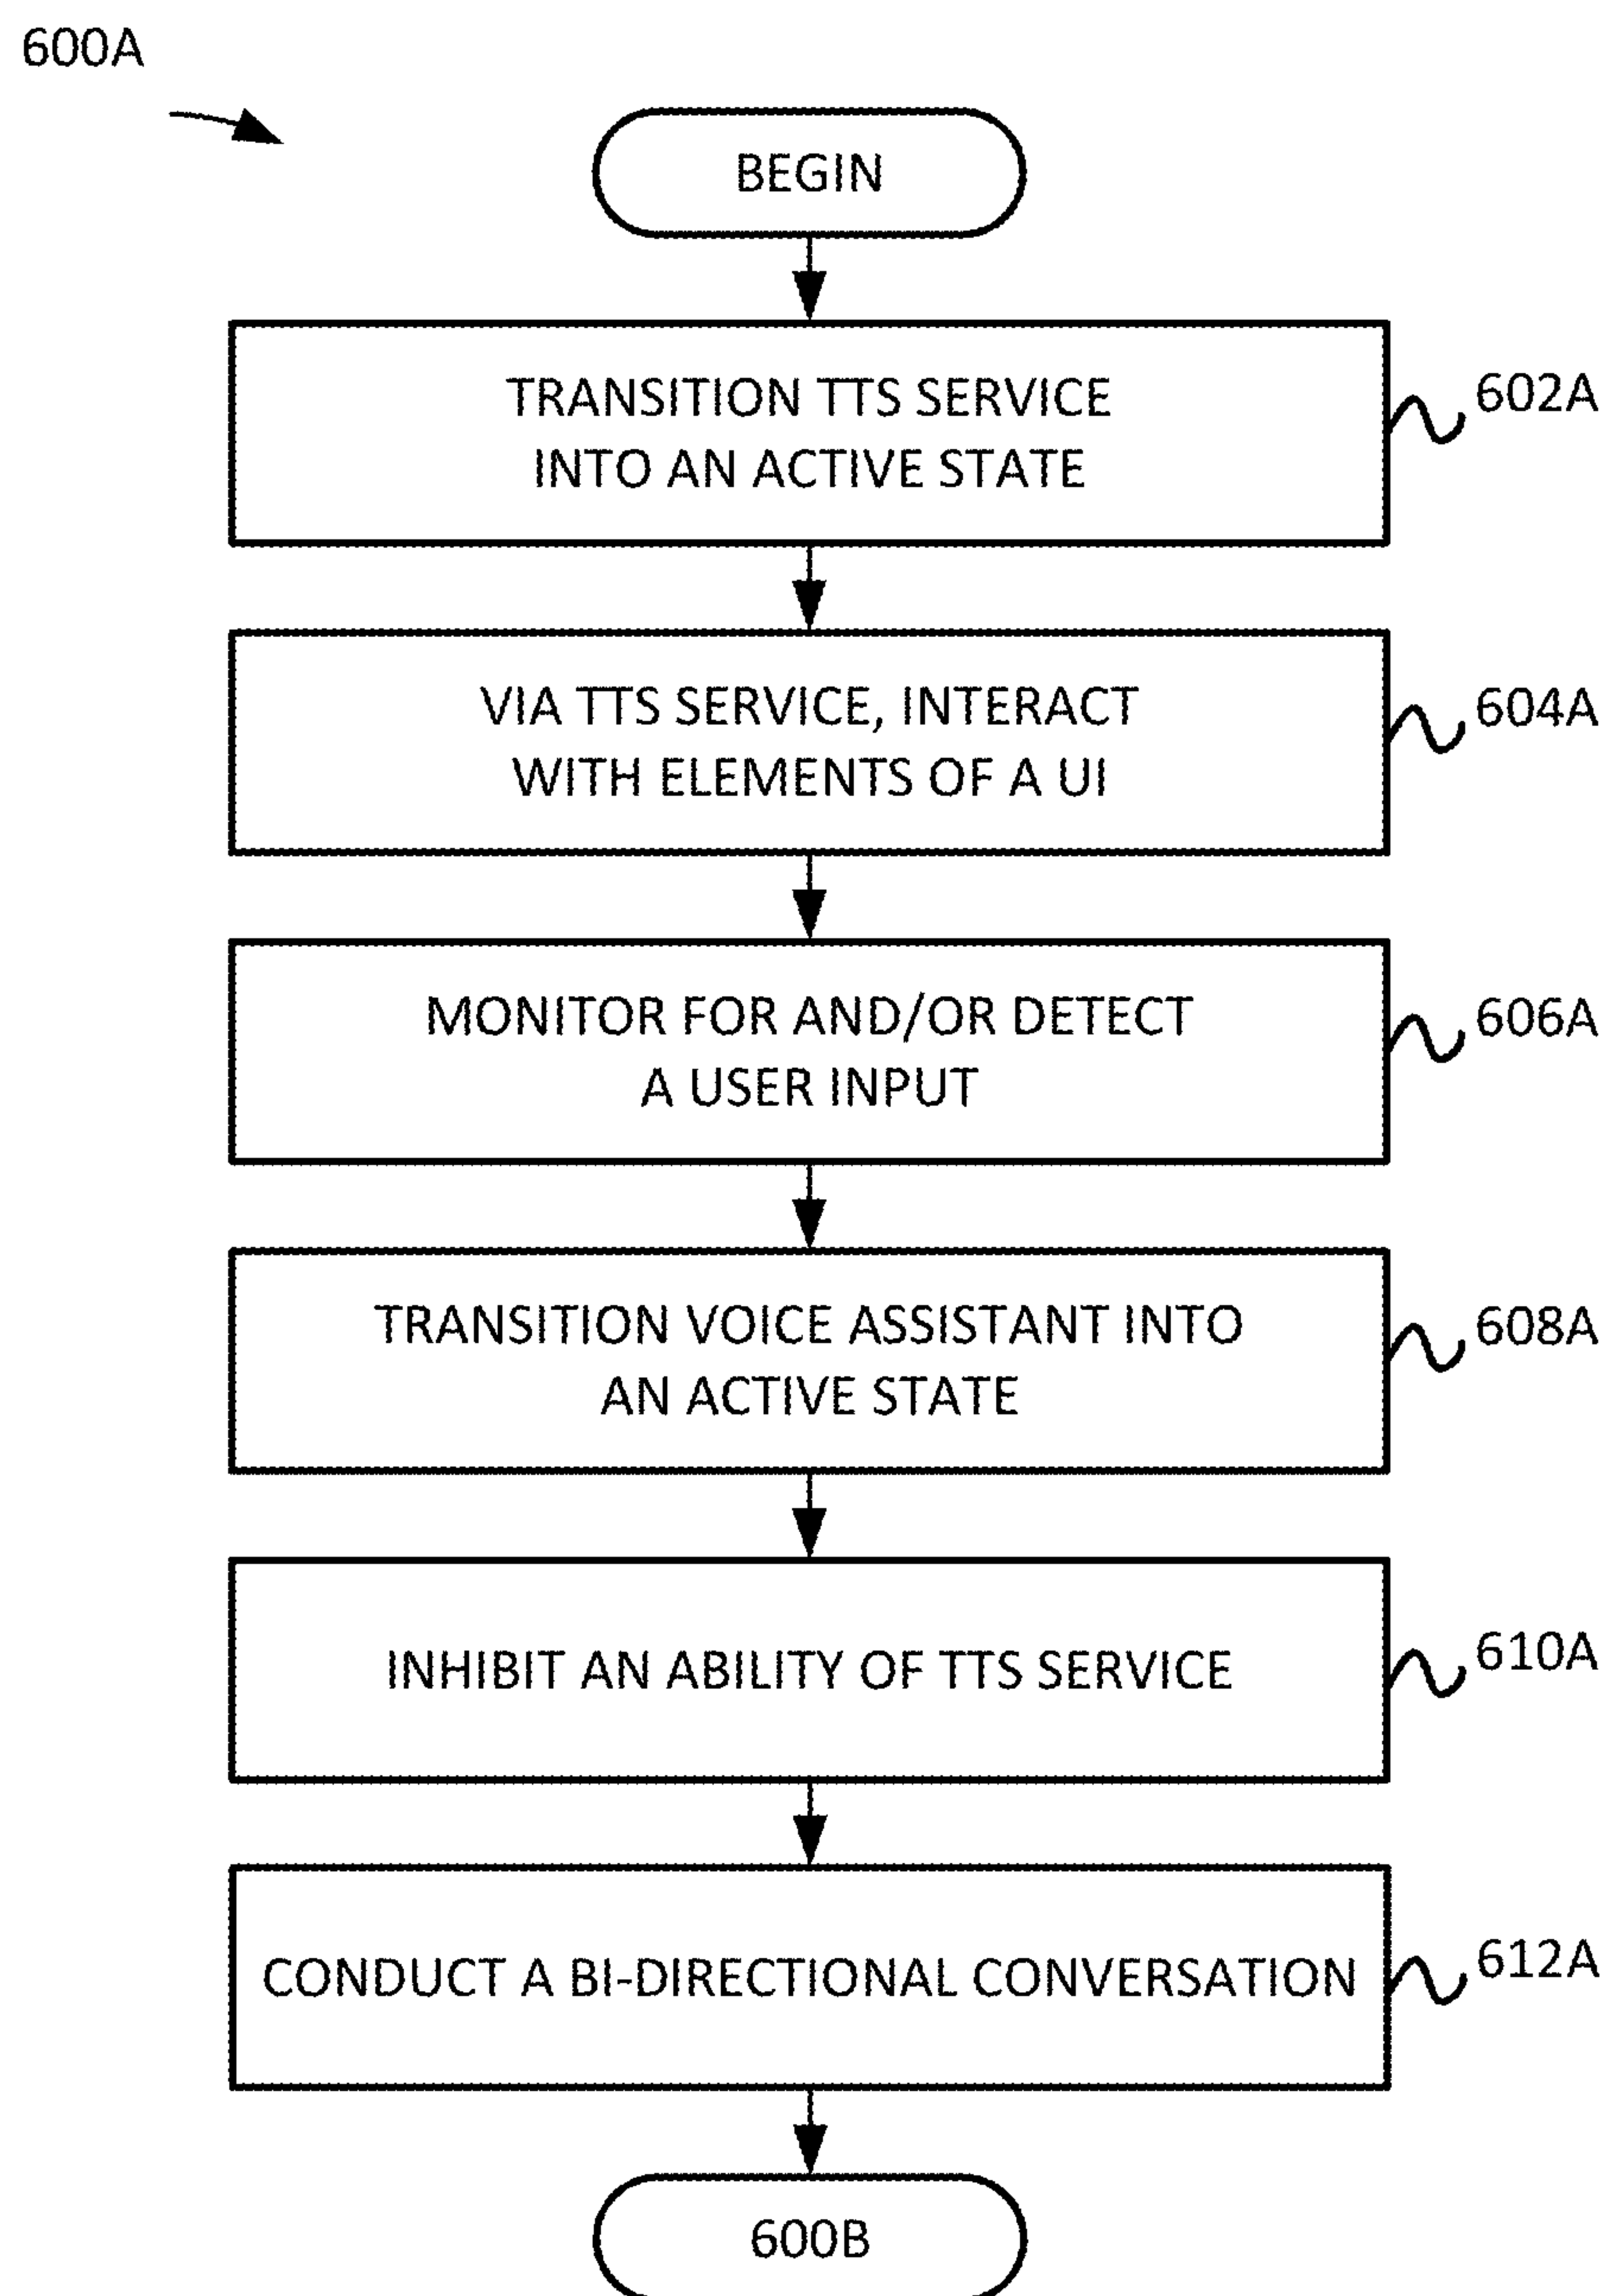 600A
BEGIN
TRANSITION TTS SERVICE
INTO AN ACTIVE STATE
602A
VIA TTS SERVICE, INTERACT
WITH ELEMENTS OF A UI
604A
MONITOR FOR AND/OR DETECT
A USER INPUT
606A
TRANSITION VOICE ASSISTANT INTO
AN ACTIVE STATE
608A
INHIBIT AN ABILITY OF TTS SERVICE
610A
CONDUCT A BI-DIRECTIONAL CONVERSATION
612A
600B